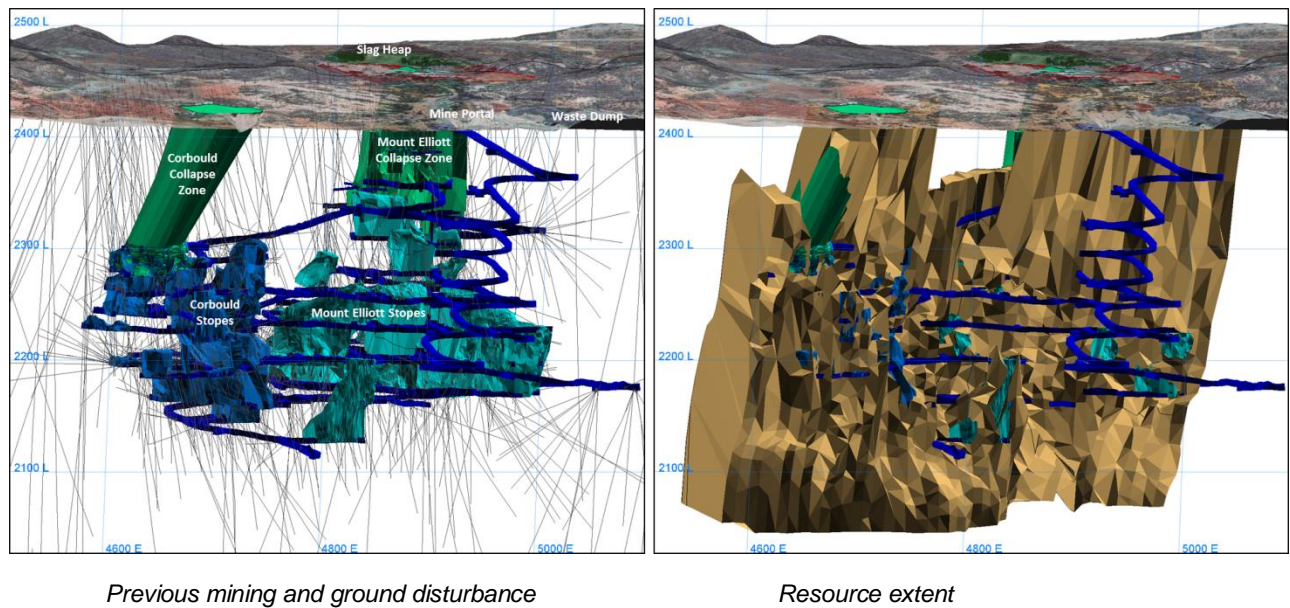 2500 L
Slag Heap
Mine Portal
Waste Dump
2400 L
Mount Elliott
Collapse Zone
Corbould
Collapse
Zone
2300 L
Corbould
Stopes
Mount Elliott Stopes
2200 L
2100 L
4600 E
4800 E
5000 E
2500 L
4800 E
2400 L
2300 L
2200 L
2100 L
4600 E
4800 E
5000 E
Previous mining and ground disturbance
Resource extent